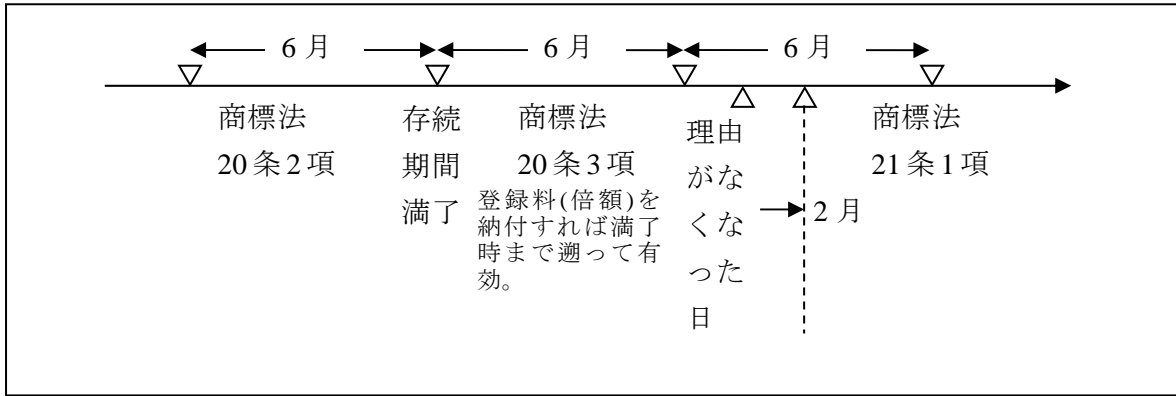 6月 6月 6月
商標法
20条2項
存続
期間
満了
商標法
20条3項
登録料(倍額)を
納付すれば満了
時まで遡って有
効。
理由
がな
くな
った
日
2月
商標法
21条1項